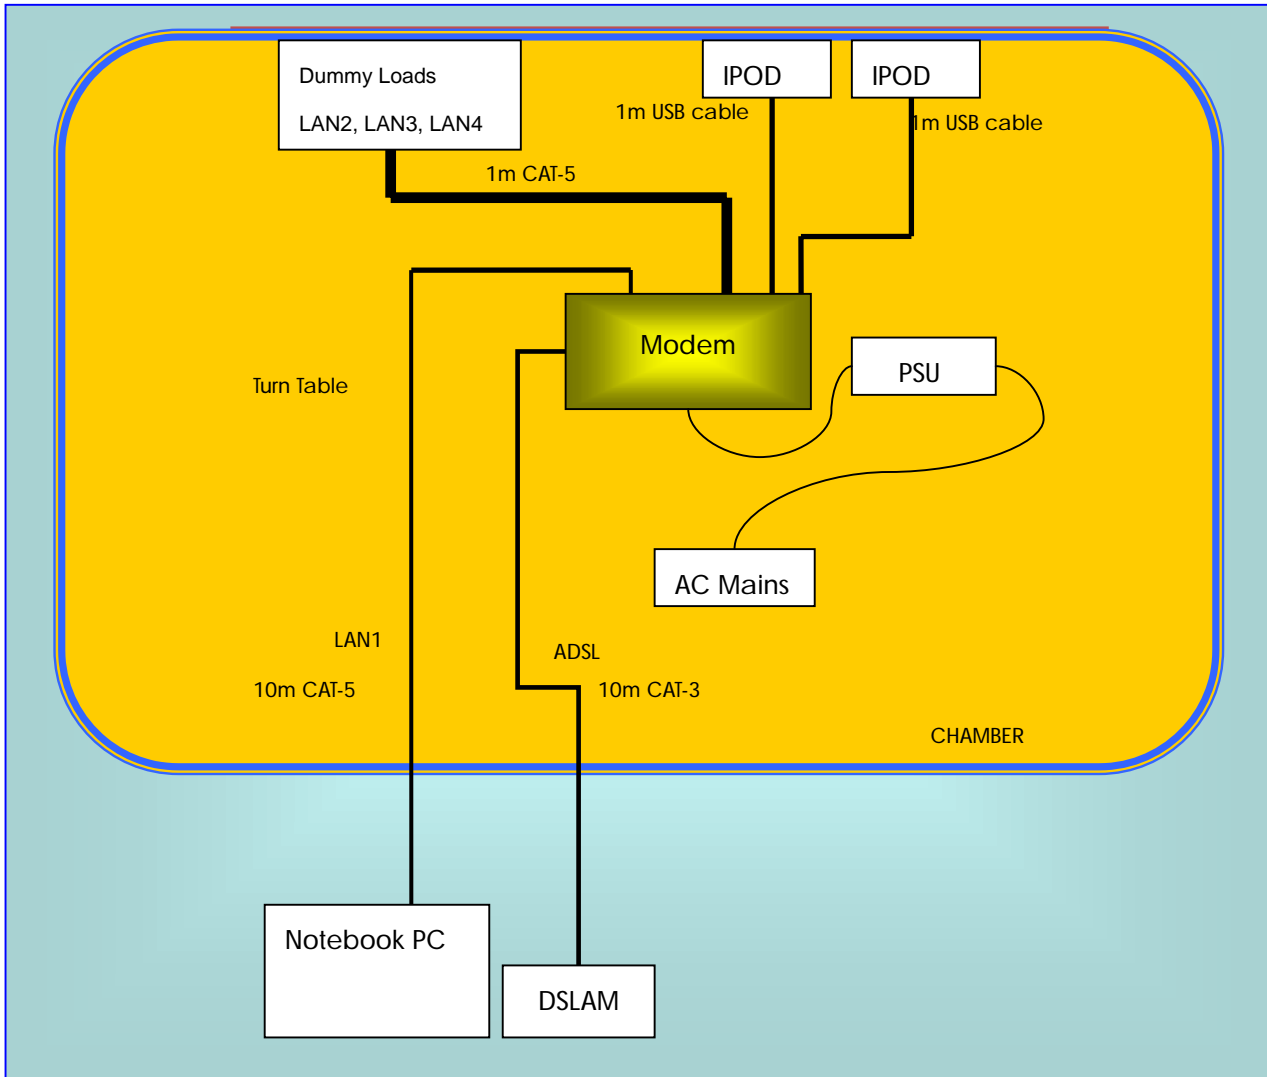 Dummy Loads
LAN2, LAN3, LAN4
IPOD
IPOD
1m USB cable
1m USB cable
1m CAT-5
Modem
PSU
Turn Table
AC Mains
LAN1
ADSL
10m CAT-5
10m CAT-3
CHAMBER
Notebook PC
DSLAM